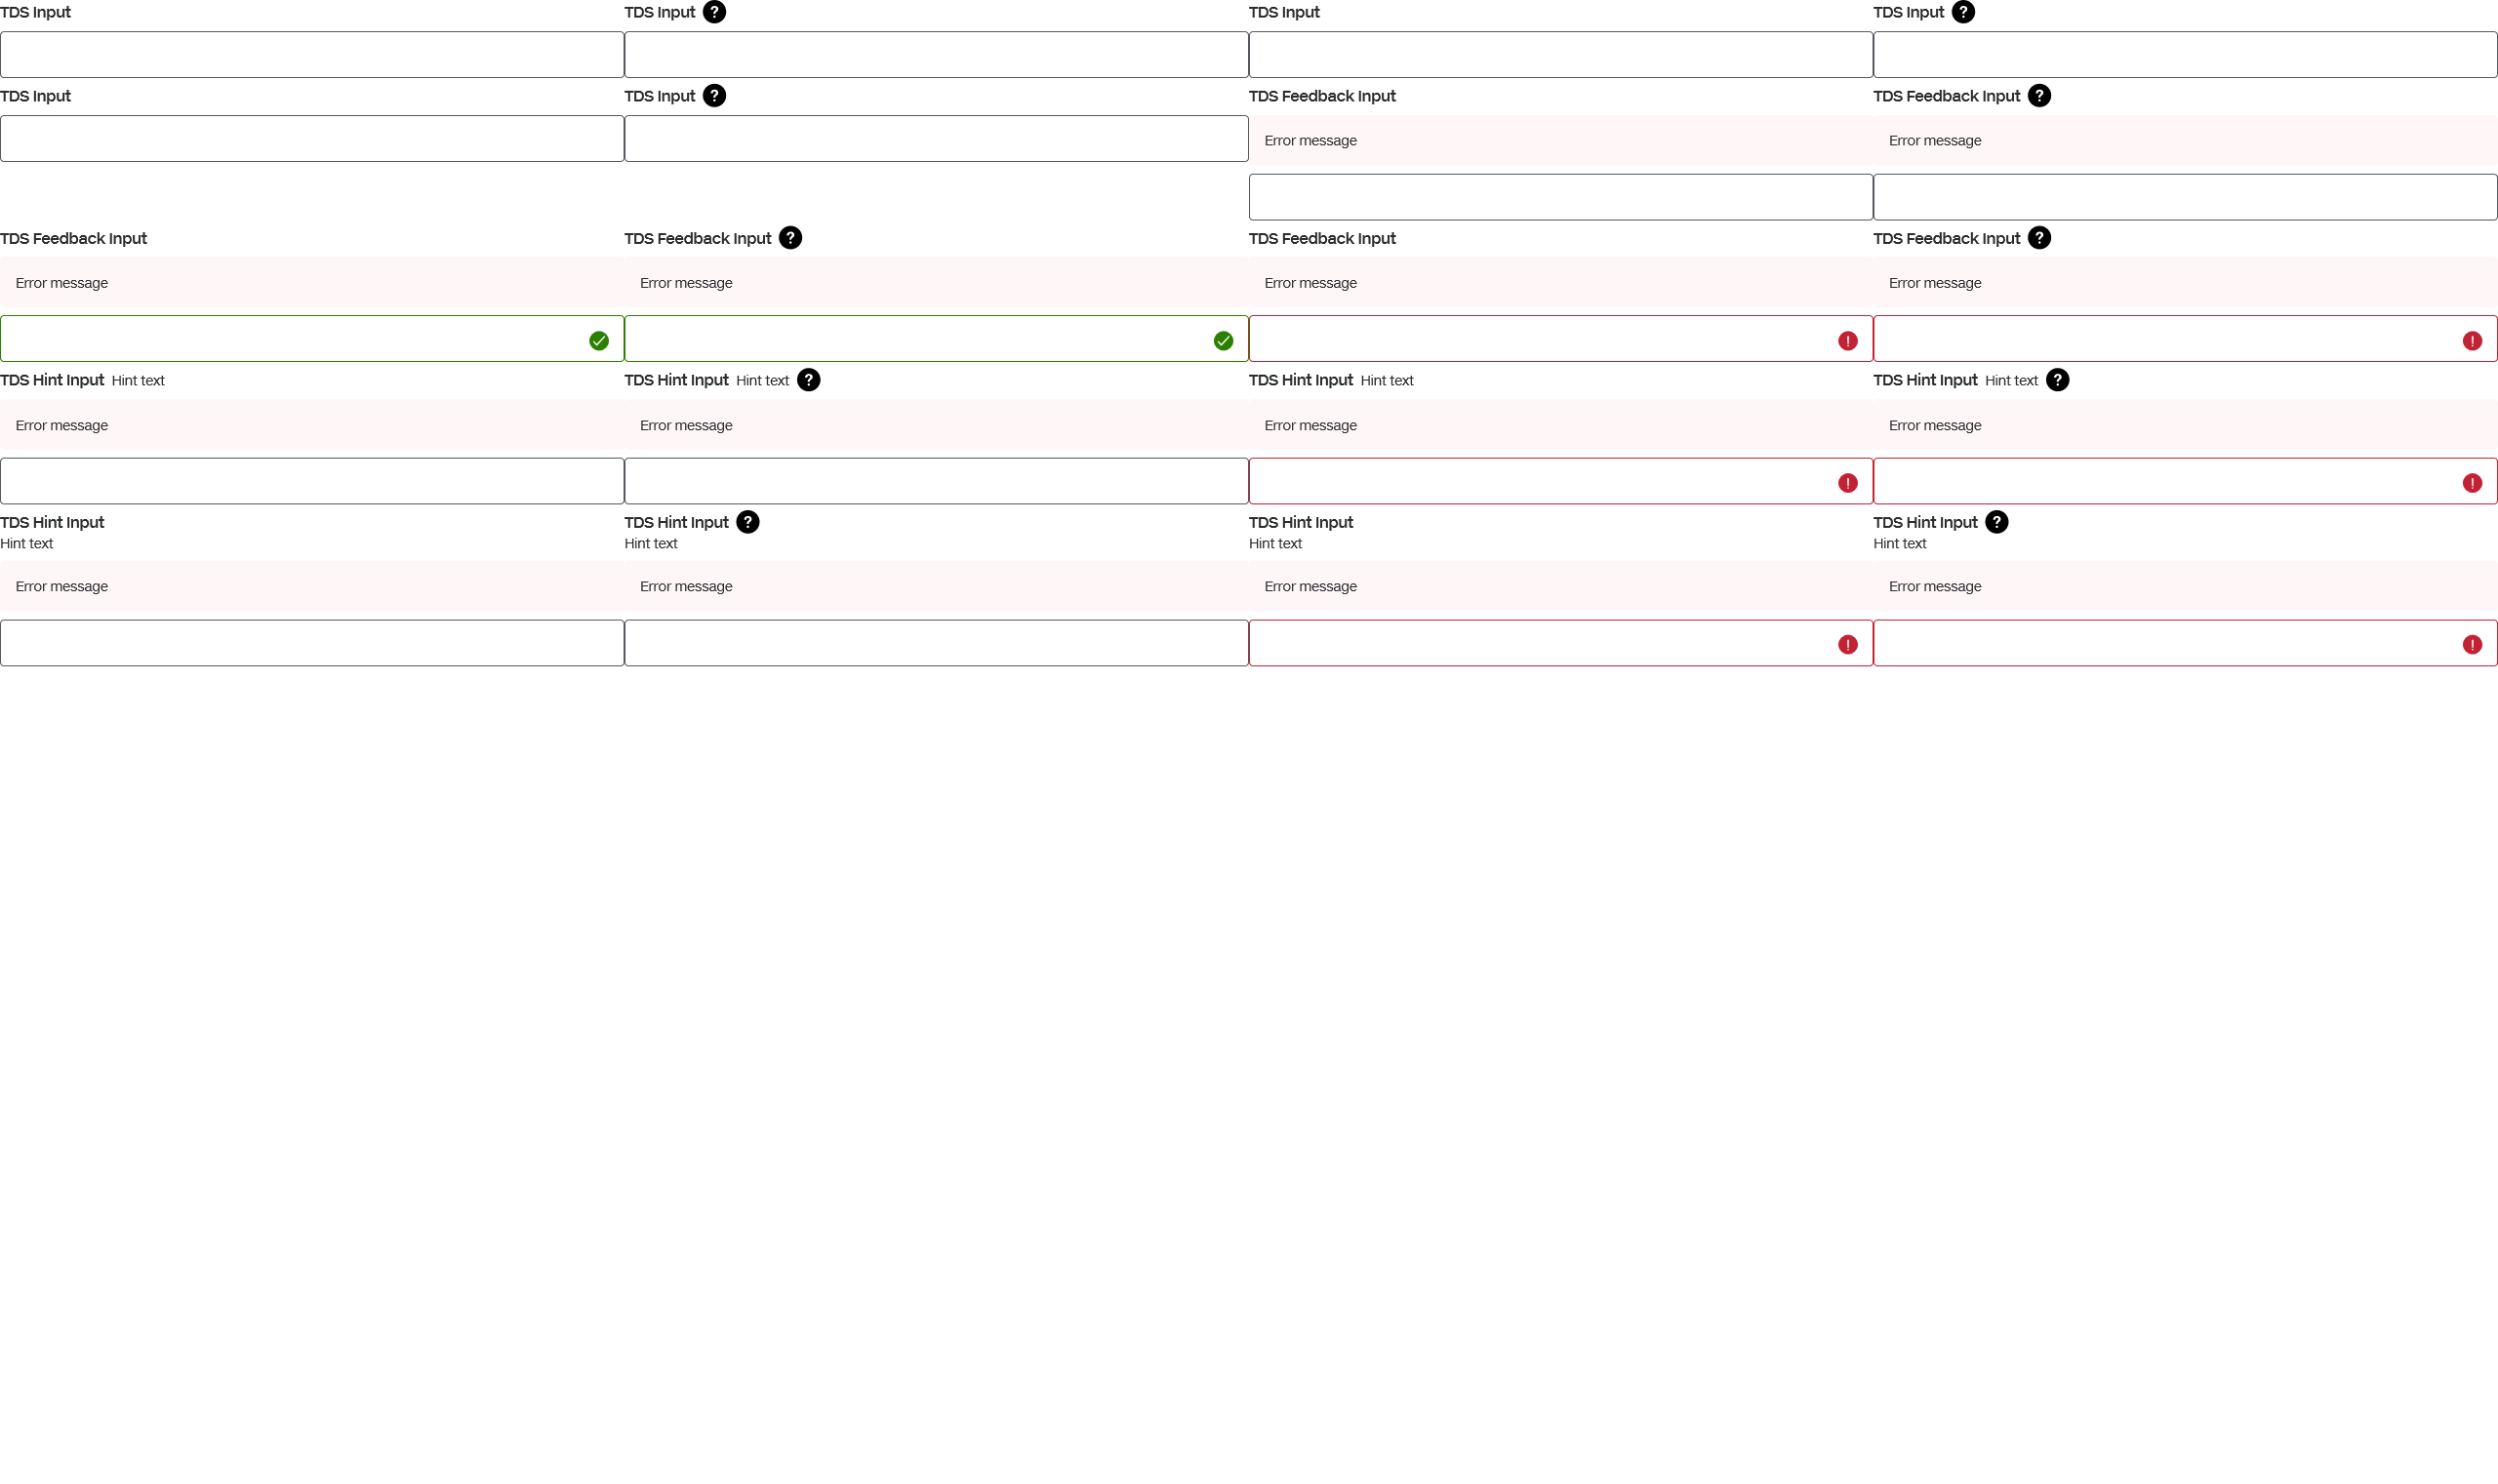 TDS Input TDS Input ? TDS Input TDS Input ?
TDS Input TDS Input ? TDS Feedback Input TDS Feedback Input ?
Error message Error message
TDS Feedback Input TDS Feedback Input ? TDS Feedback Input TDS Feedback Input ?
Error message Error message Error message Error message
! !
TDS Hint Input Hint text TDS Hint Input Hint text ? TDS Hint Input Hint text TDS Hint Input Hint text ?
Error message Error message Error message Error message
! !
TDS Hint Input TDS Hint Input ? TDS Hint Input TDS Hint Input ?
Hint text Hint text Hint text Hint text
Error message Error message Error message Error message
! !